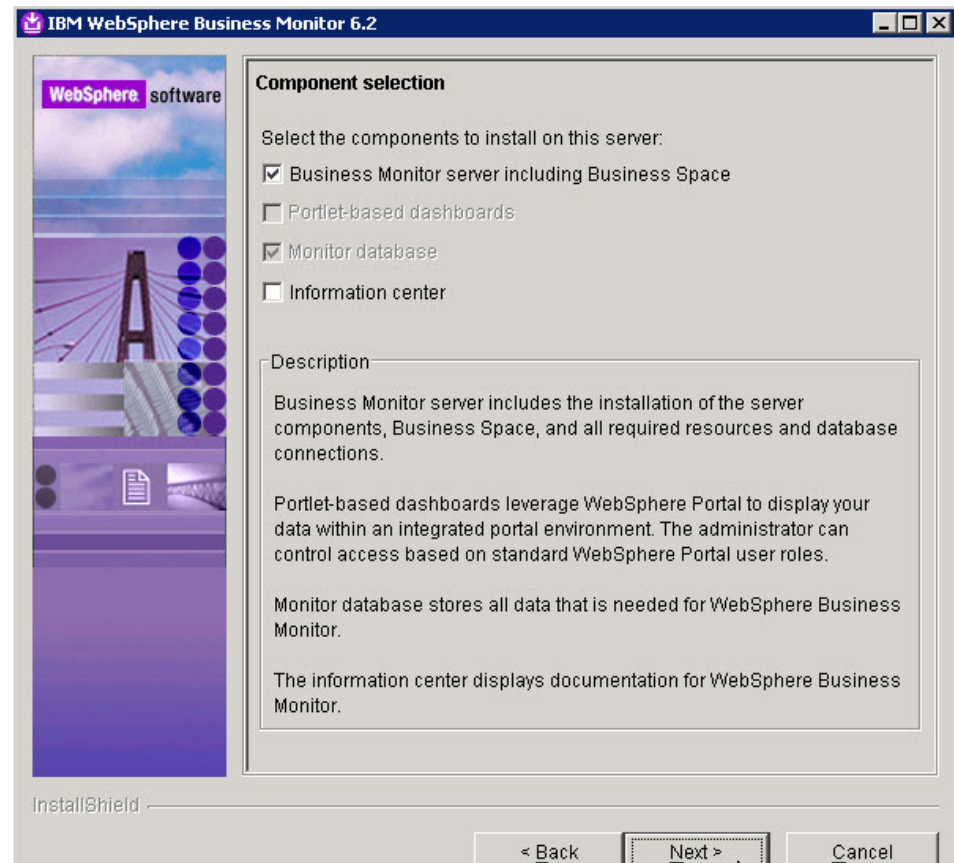 IBM WebSphere Business Monitor 6.2
WebSphere. software
Component selection
Select the components to install on this server:
Business Monitor server including Business Space
Portlet-based dashboards
Monitor database
Information center
Description
Business Monitor server includes the installation of the server
components, Business Space, and all required resources and database
connections.
Portlet-based dashboards leverage WebSphere Portal to display your
data within an integrated portal environment. The administrator can
control access based on standard WebSphere Portal user roles.
Monitor database stores all data that is needed for WebSphere Business
Monitor.
The information center displays documentation for WebSphere Business
Monitor.
InstallShield
< Back Next > Cancel